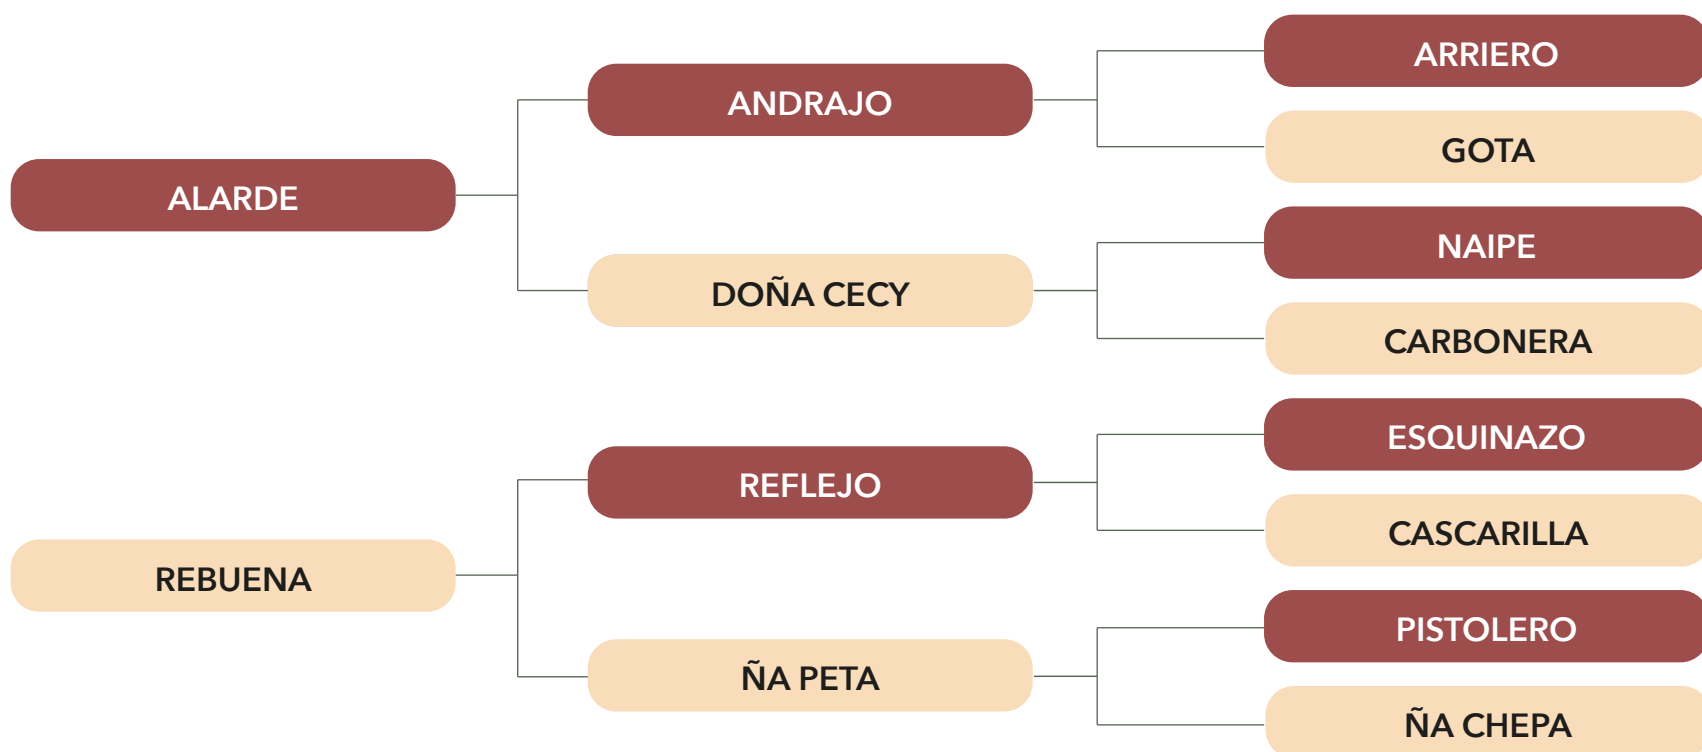 ALARDE
ANDRAJO
ARRIERO
GOTA
DOÑA CECY
NAIPE
CARBONERA
REBUENA
REFLEJO
ESQUINAZO
CASCARILLA
ÑA PETA
PISTOLERO
ÑA CHEPA